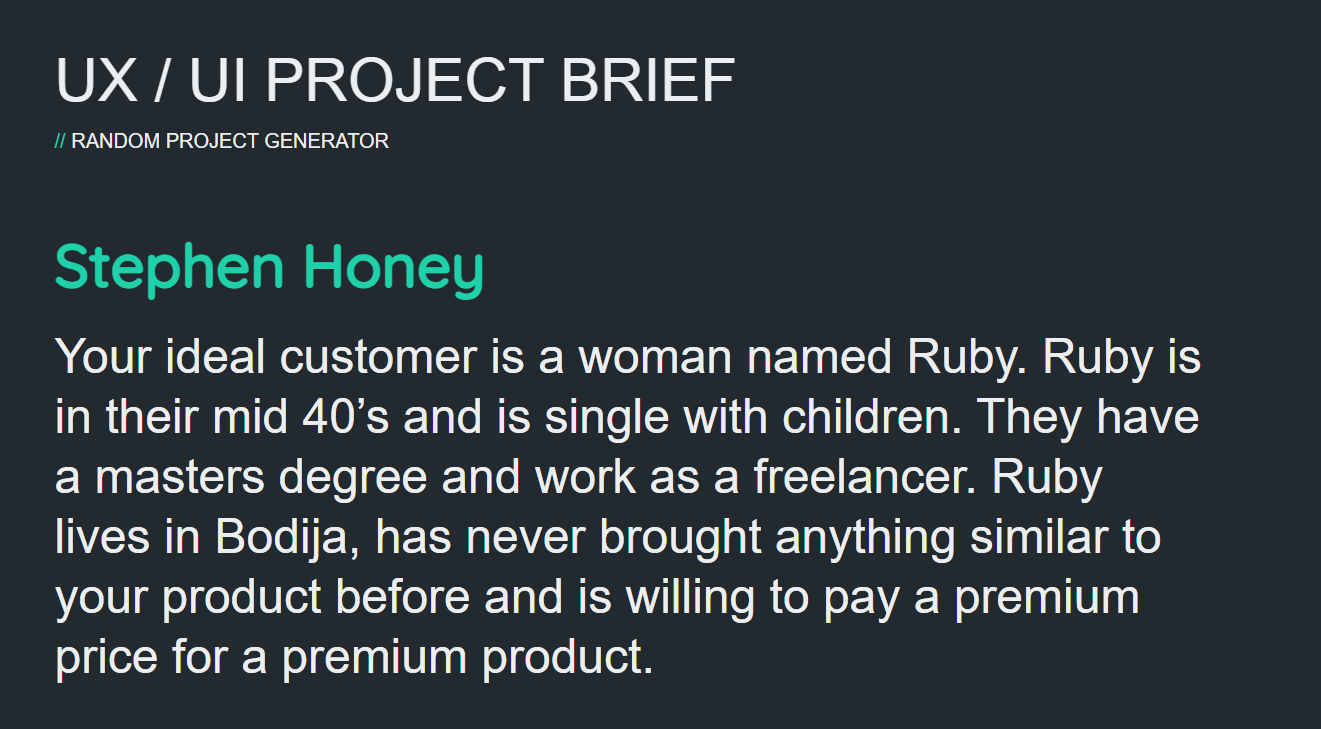 UX / UI PROJECT BRIEF
// RANDOM PROJECT GENERATOR
Stephen Honey
Your ideal customer is a woman named Ruby. Ruby is
in their mid 40’s and is single with children. They have
a masters degree and work as a freelancer. Ruby
lives in Bodija, has never brought anything similar to
your product before and is willing to pay a premium
price for a premium product.